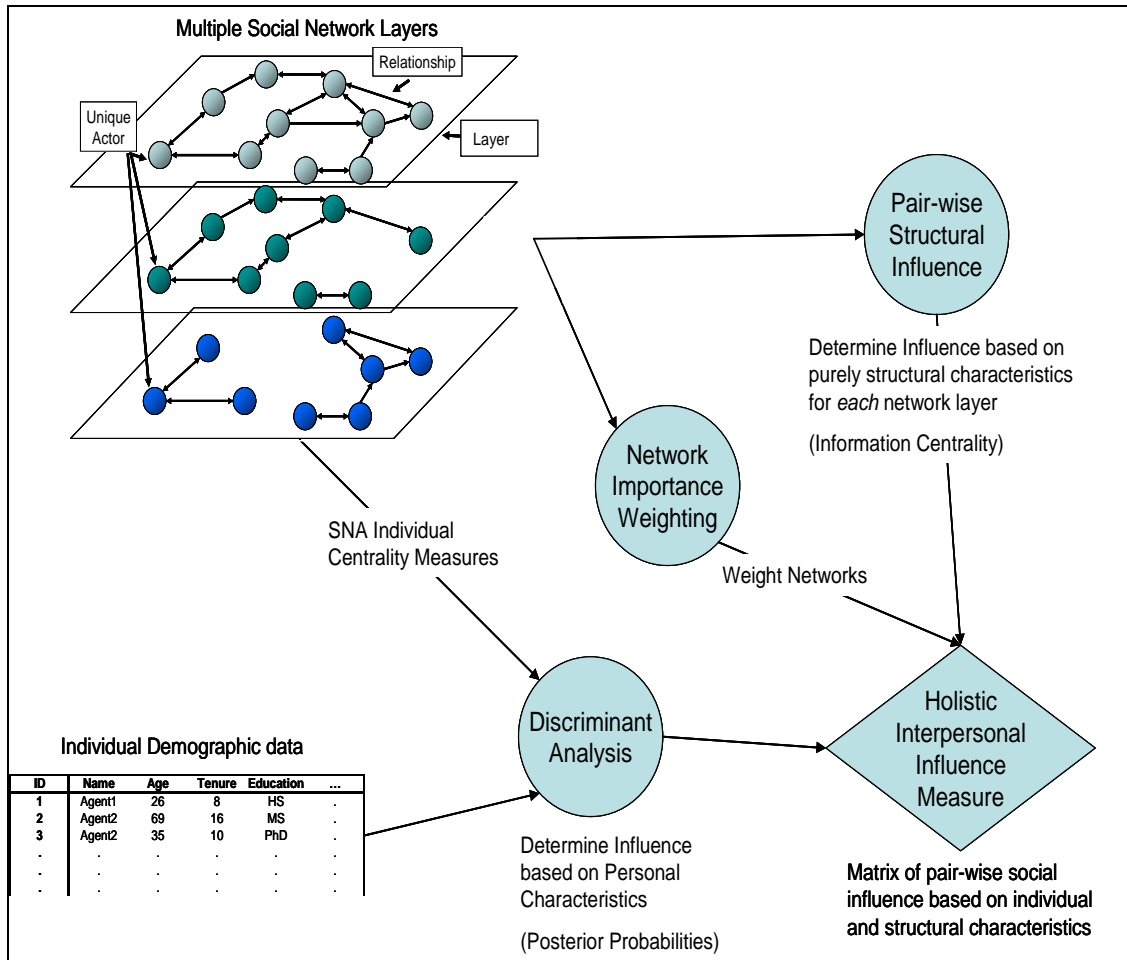 Multiple Social Network Layers
Relationship
Unique
Actor
Layer
Pair-wise
Structural
Influence
Determine Influence based on
purely structural characteristics
for each network layer
(Information Centrality)
Network
Importance
Weighting
SNA Individual
Centrality Measures
Weight Networks
Discriminant
Analysis
Holistic
Interpersonal
Influence
Measure
Individual Demographic data
ID Name Age Tenure Education ...
1 Agent1 26 8 HS .
2 Agent2 69 16 MS .
3 Agent2 35 10 PhD .
. . . . . .
. . . . . .
. . . . . .
Determine Influence
based on Personal
Characteristics
(Posterior Probabilities)
Matrix of pair-wise social
influence based on individual
and structural characteristics